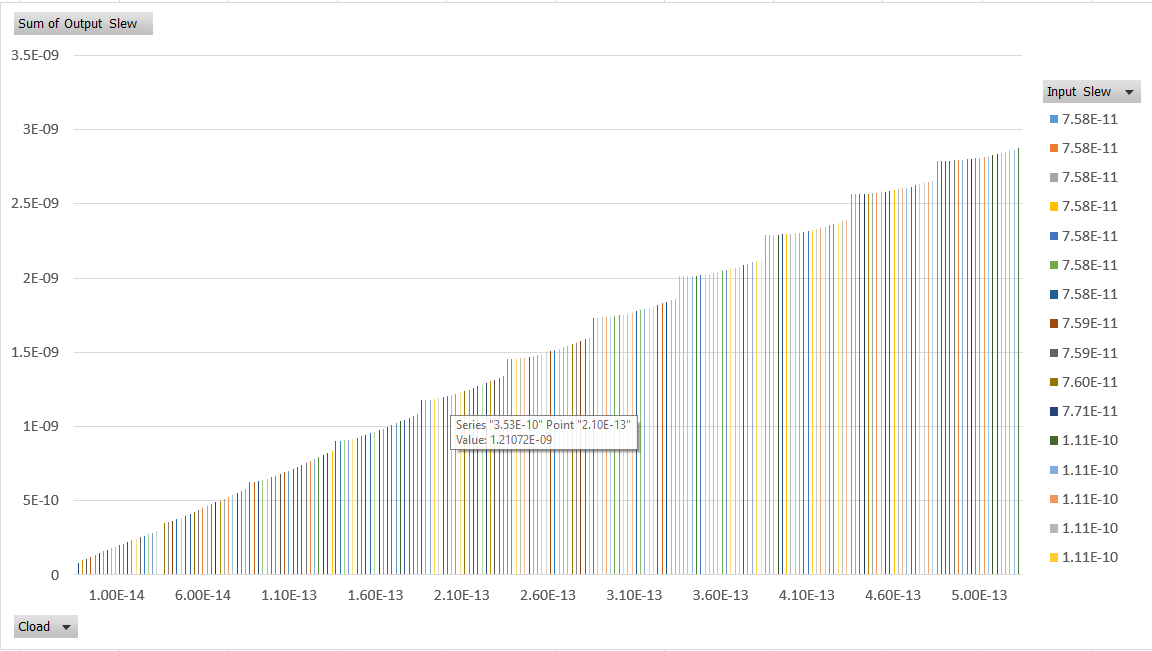 Sum of Output Slew
3.5E-09
3E-09
2.5E-09
2E-09
1.5E-09
1E-09
5E-10
0
Series "3.53E-10" Point "2.10E-13"
Value: 1.21072E-09
1.00E-14 6.00E-14 1.10E-13 1.60E-13 2.10E-13 2.60E-13 3.10E-13 3.60E-13 4.10E-13 4.60E-13 5.00E-13
Cload
Input Slew
7.58E-11
7.58E-11
7.58E-11
7.58E-11
7.58E-11
7.58E-11
7.58E-11
7.59E-11
7.59E-11
7.60E-11
7.71E-11
1.11E-10
1.11E-10
1.11E-10
1.11E-10
1.11E-10